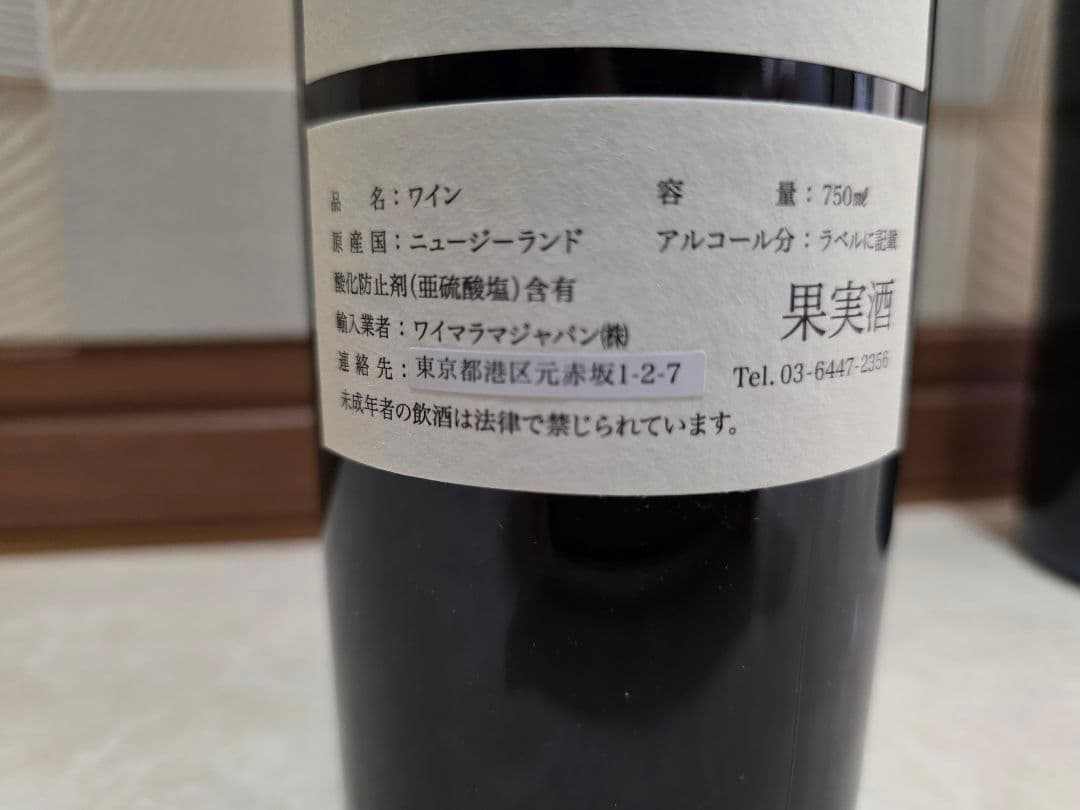 品名：ワイン 容量：750㎖
原産国：ニュージーランド アルコール分：ラベルに記載
酸化防止剤(亜硫酸塩)含有
果実酒
輸入業者：ワイマラマジャパン㈱
連絡先：東京都港区元赤坂1-2-7 Tel. 03-6447-2356
未成年者の飲酒は法律で禁じられています。